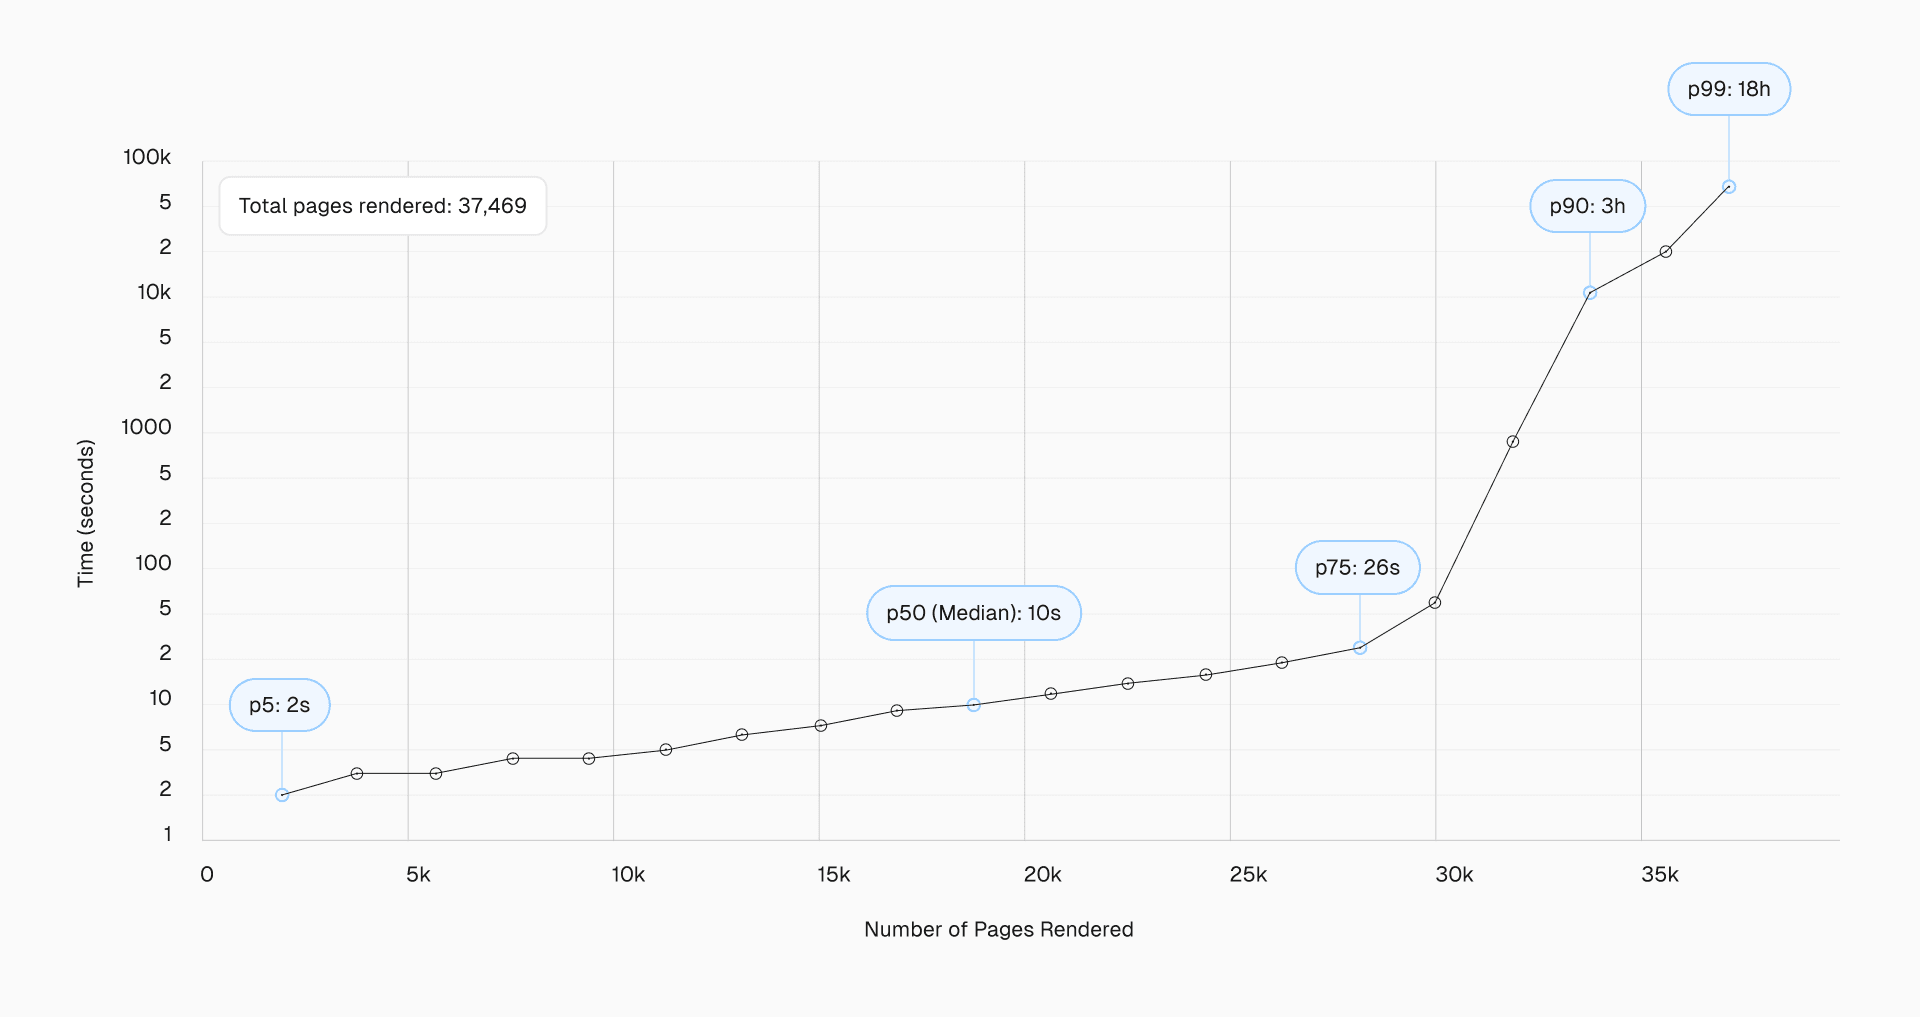 p99: 18h
100k
Total pages rendered: 37,469
p90: 3h
5
2
10k
5
2
1000
5
2
100
p75: 26s
5
p50 (Median): 10s
2
10
p5: 2s
5
2
1
Time (seconds)
0 5k 10k 15k 20k 25k 30k 35k
Number of Pages Rendered